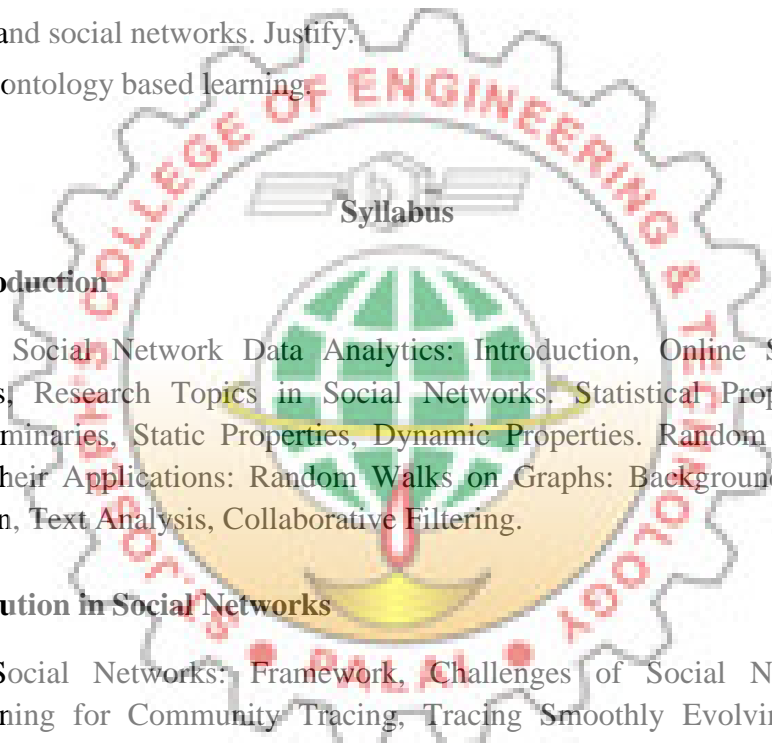 and social networks. Justify.
ontology based learning.
Syllabus
oduction
Social Network Data Analytics: Introduction, Online S
s, Research Topics in Social Networks. Statistical Prop
minaries, Static Properties, Dynamic Properties. Random
heir Applications: Random Walks on Graphs: Background
n, Text Analysis, Collaborative Filtering.
ution in Social Networks
Social Networks: Framework, Challenges of Social N
ning for Community Tracing, Tracing Smoothly Evolvin
ST.JOSEPH'S COLLEGE OF ENGINEERING & TECHNOLOGY
PALAI